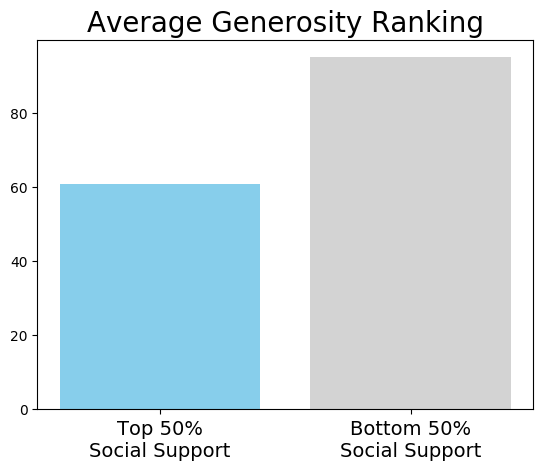 Average Generosity Ranking
80
60
40
20
0
Top 50%
Social Support
Bottom 50%
Social Support